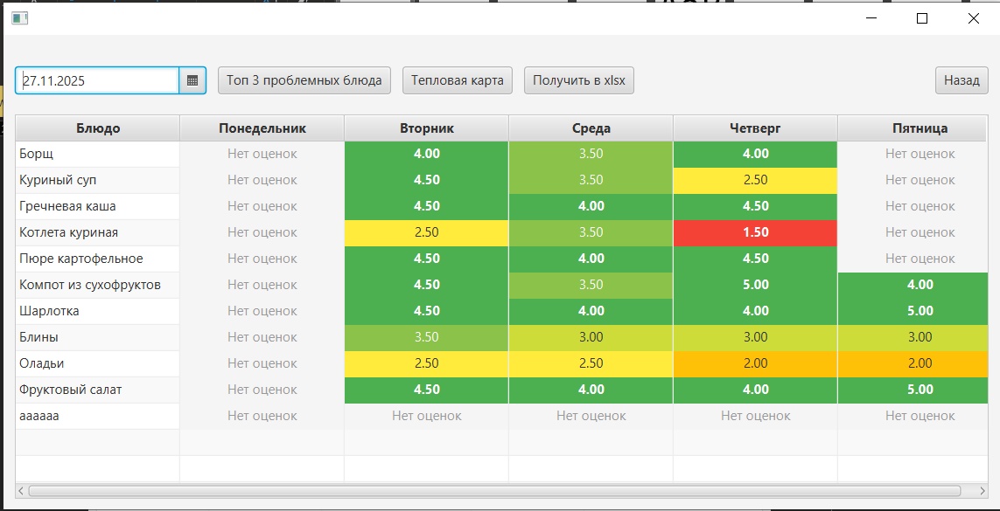 27.11.2025 Топ 3 проблемных блюда Тепловая карта Получить в xlsx Назад
Блюдо Понедельник Вторник Среда Четверг Пятница
Борщ Нет оценок 4.00 3.50 4.00 Нет оценок
Куриный суп Нет оценок 4.50 3.50 2.50 Нет оценок
Гречневая каша Нет оценок 4.50 4.00 4.50 Нет оценок
Котлета куриная Нет оценок 2.50 3.50 1.50 Нет оценок
Пюре картофельное Нет оценок 4.50 4.00 4.50 Нет оценок
Компот из сухофруктов Нет оценок 4.50 3.50 5.00 4.00
Шарлотка Нет оценок 4.50 4.00 4.00 5.00
Блины Нет оценок 3.50 3.00 3.00 3.00
Оладьи Нет оценок 2.50 2.50 2.00 2.00
Фруктовый салат Нет оценок 4.50 4.00 4.00 5.00
аааааа Нет оценок Нет оценок Нет оценок Нет оценок Нет оценок